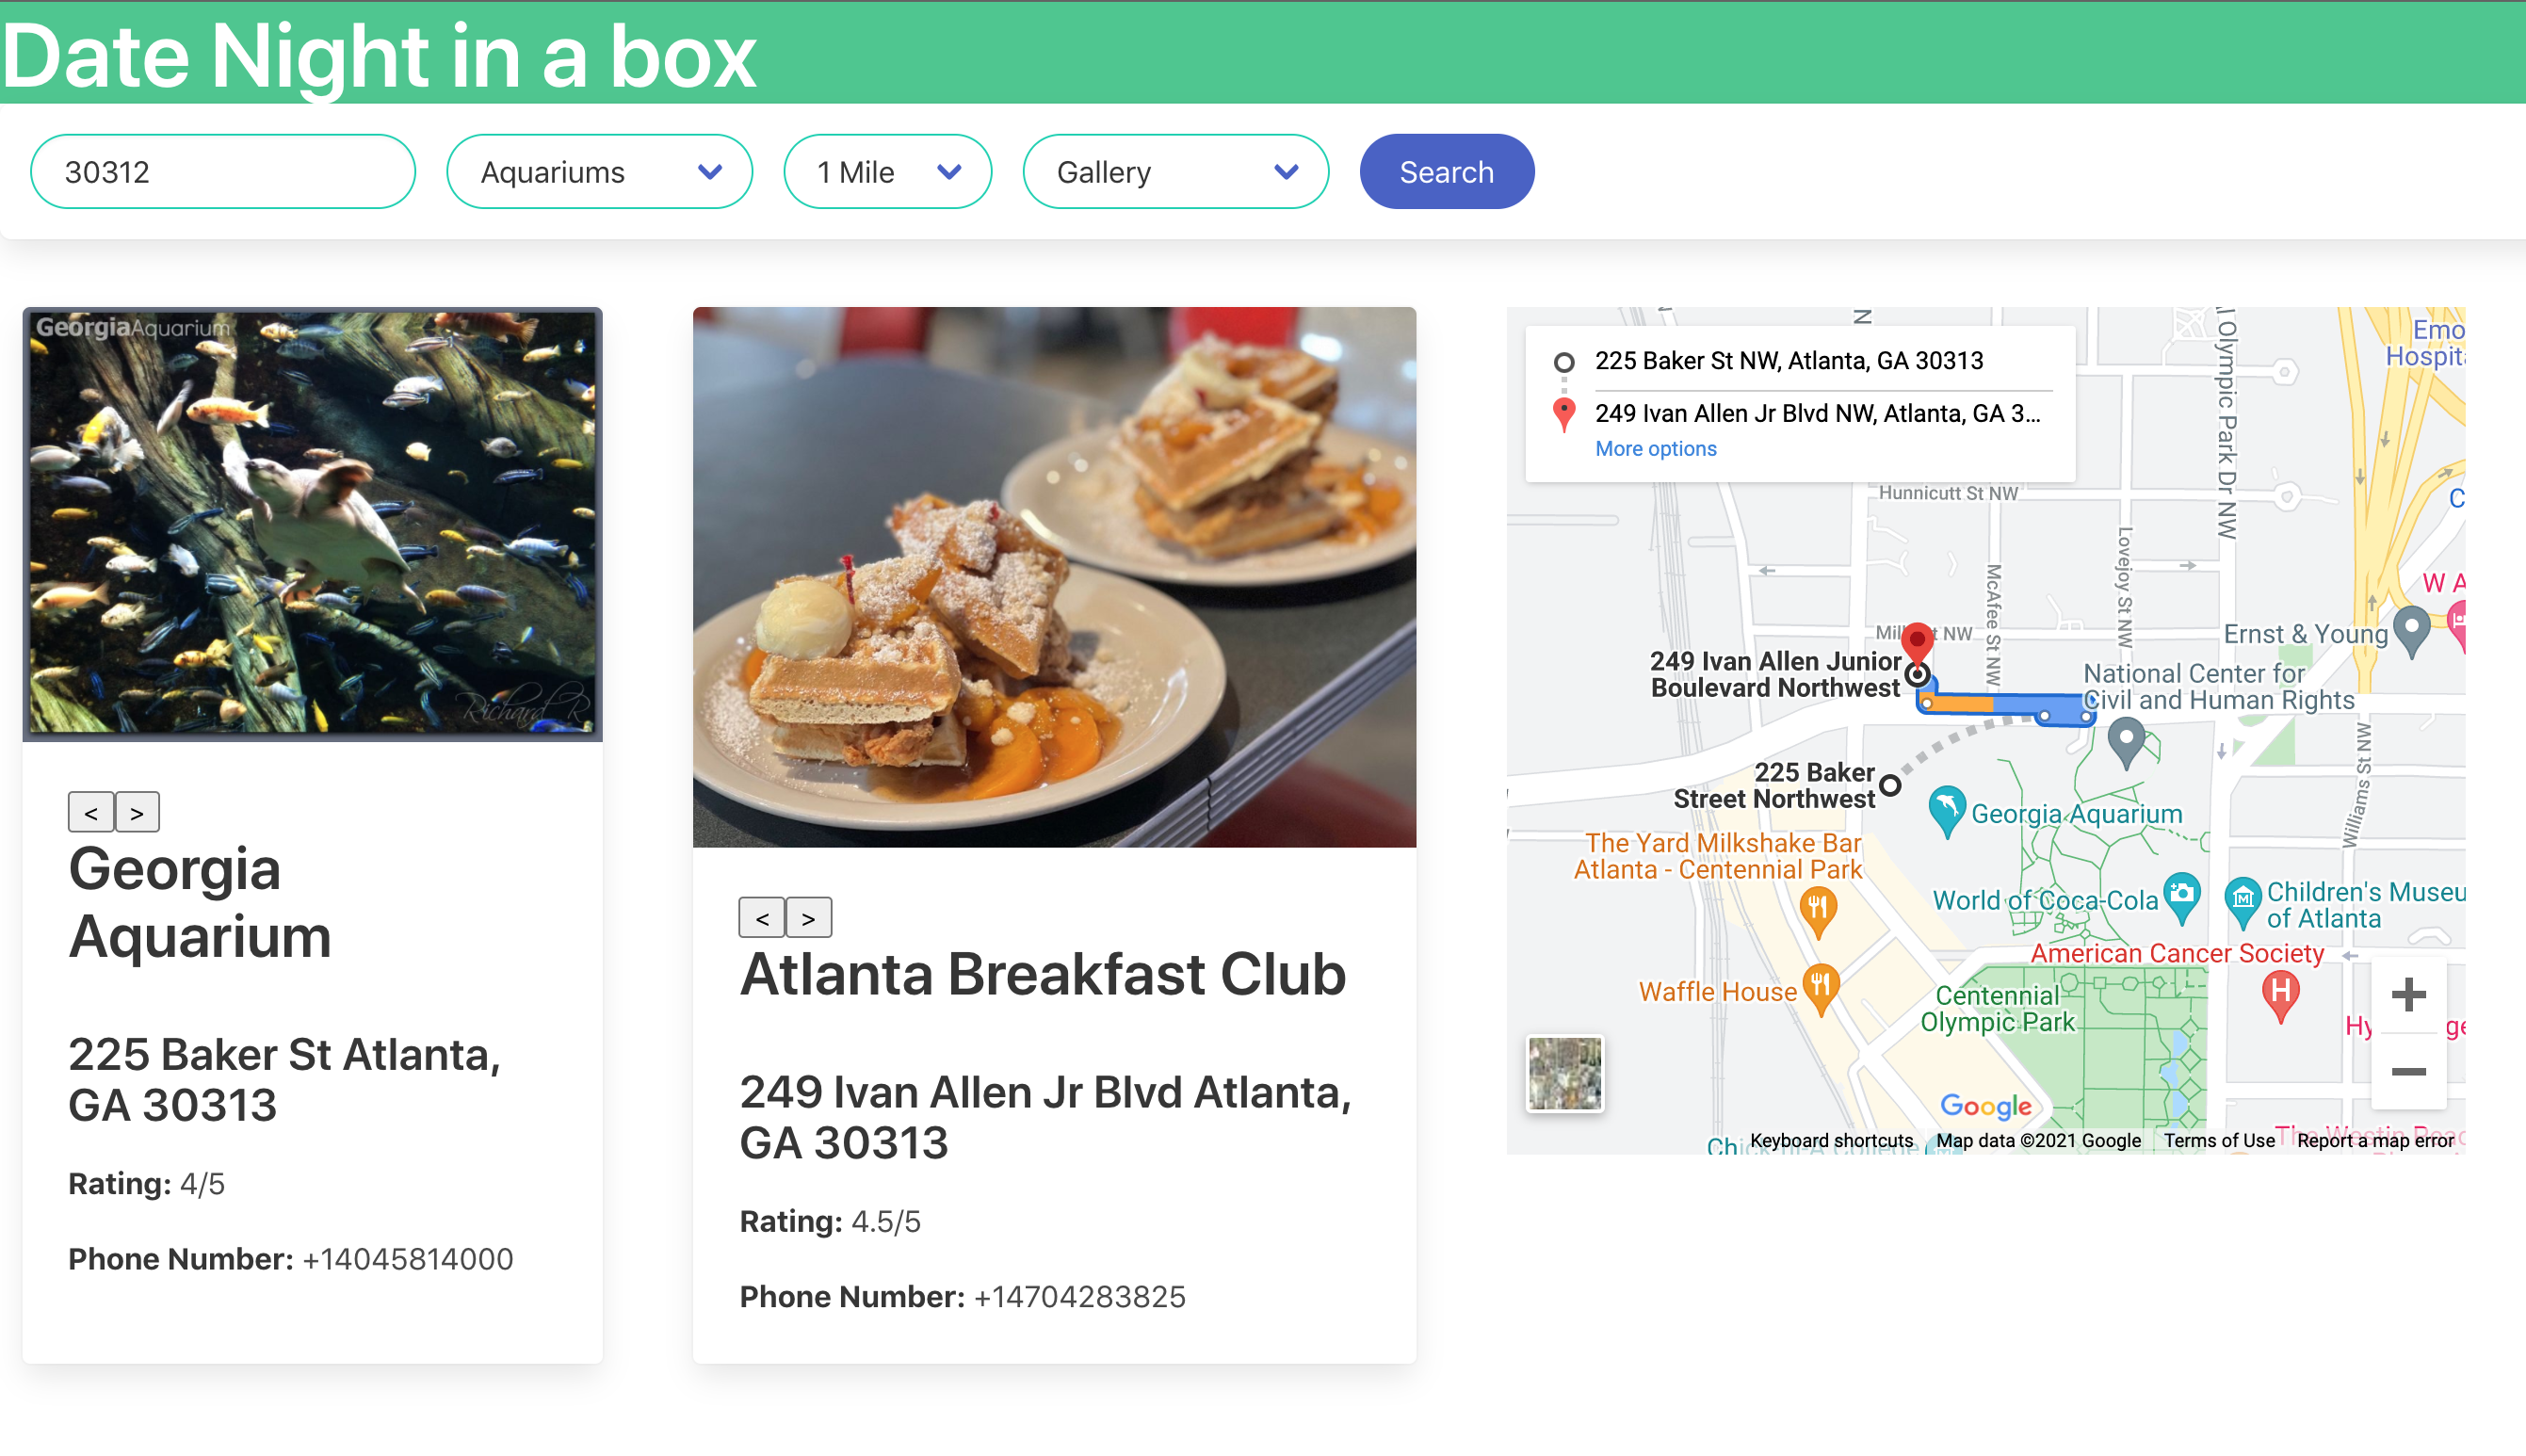 Date Night in a box
30312
Aquariums
1 Mile
Gallery
Search
GeorgiaAquarium
Richard R
< >
Georgia
Aquarium
225 Baker St Atlanta,
GA 30313
Rating: 4/5
Phone Number: +14045814000
< >
Atlanta Breakfast Club
249 Ivan Allen Jr Blvd Atlanta,
GA 30313
Rating: 4.5/5
Phone Number: +14704283825
225 Baker St NW, Atlanta, GA 30313
249 Ivan Allen Jr Blvd NW, Atlanta, GA 3...
More options
N
Olympic Park Dr NW
Emo
Hospit
Hunnicutt St NW
C
Lovejoy St NW
McAfee St NW
W A
Ernst & Young
NW
249 Ivan Allen Junior
Boulevard Northwest
National Center for
Civil and Human Rights
225 Baker
Street Northwest
Williams St NW
Georgia Aquarium
The Yard Milkshake Bar
Atlanta - Centennial Park
World of Coca-Cola
Children's Museu
of Atlanta
American Cancer Society
H
Waffle House
Centennial
Olympic Park
Hy
ge
+
−
Google
Keyboard shortcuts
Map data ©2021 Google
Terms of Use
Report a map error